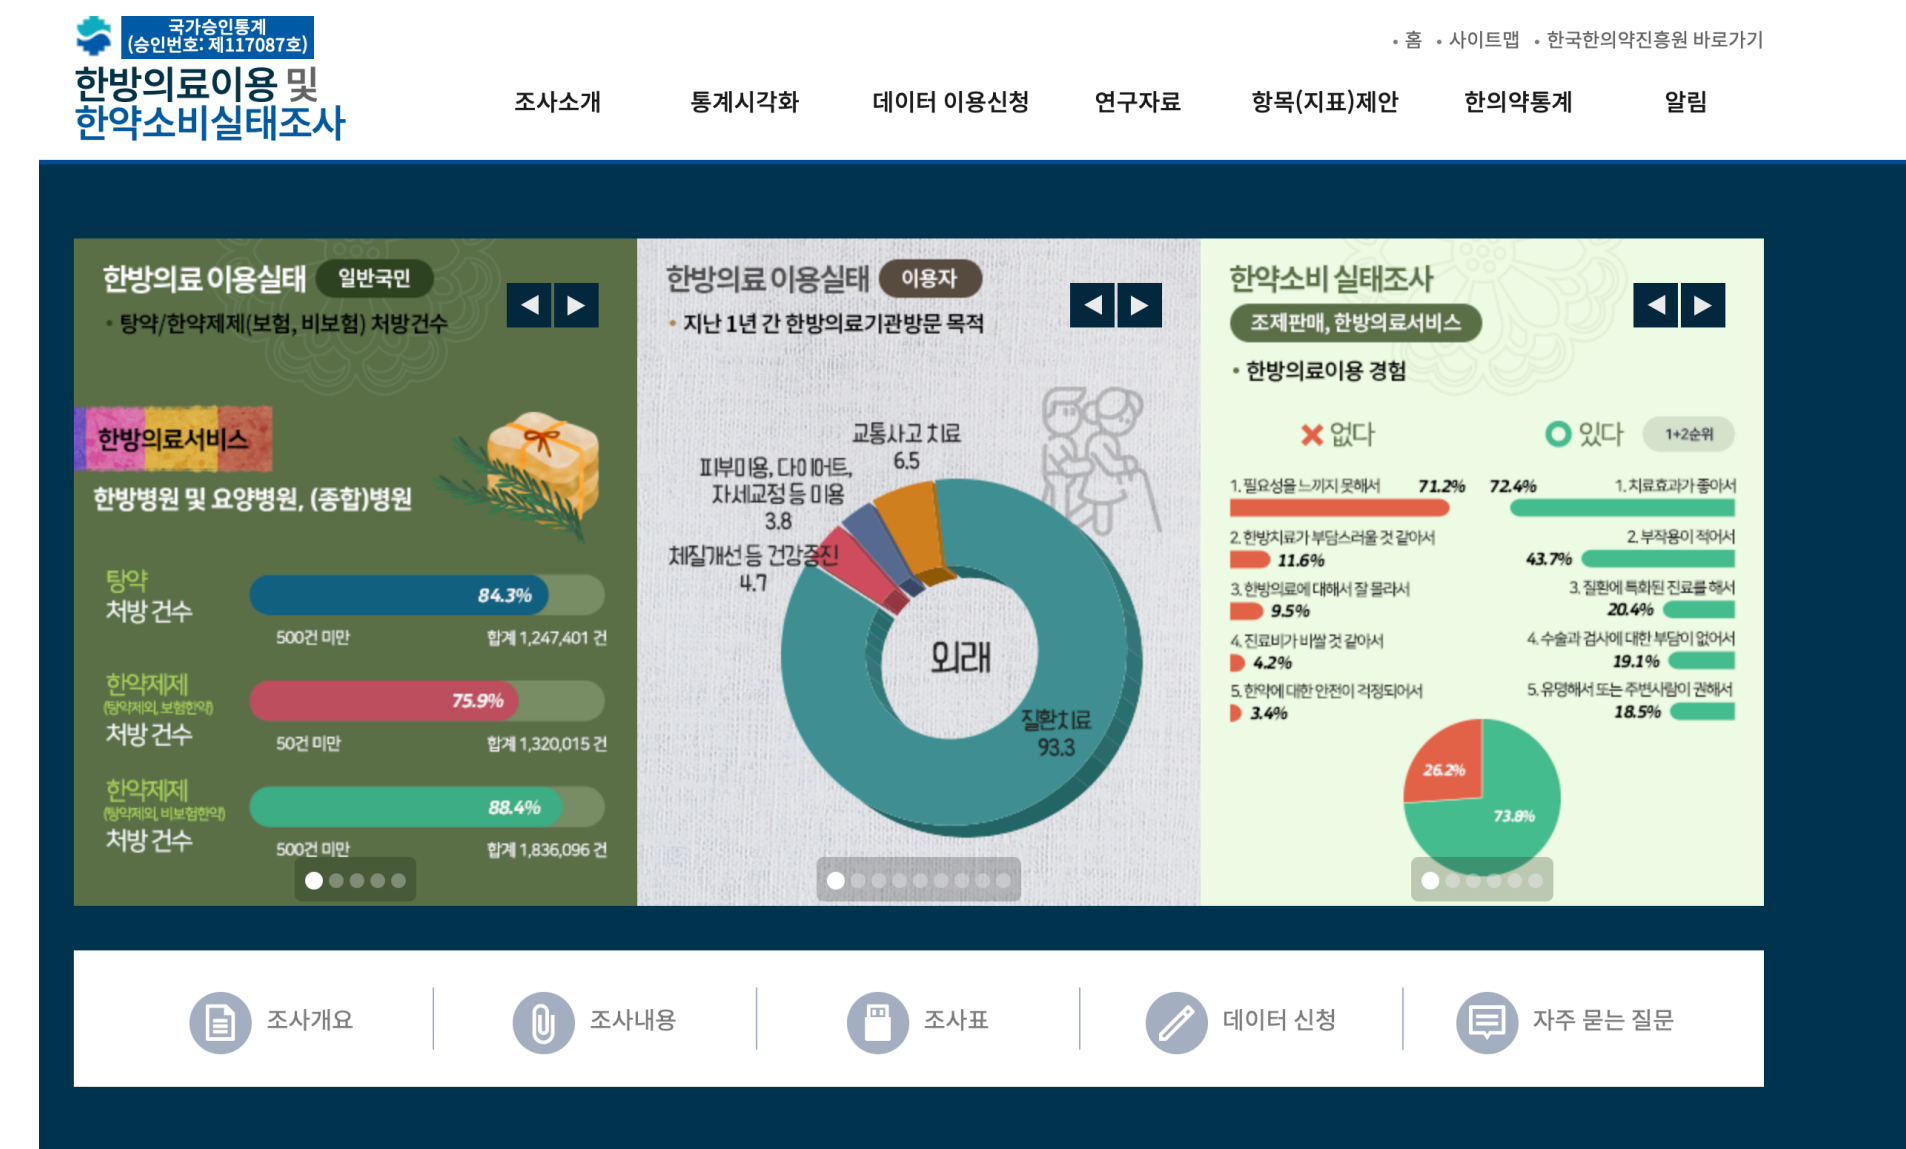 국가승인통계
(승인번호: 제117087호)
한방의료이용 및
한약소비실태조사
• 홈 • 사이트맵 • 한국한의약진흥원 바로가기
조사소개 통계시각화 데이터 이용신청 연구자료 항목(지표)제안 한의약통계 알림
한방의료 이용실태 일반국민
• 탕약/한약제제(보험, 비보험) 처방건수
한방의료서비스
한방병원 및 요양병원, (종합)병원
탕약
처방 건수
84.3%
500건 미만 합계 1,247,401 건
한약제제
(탕약제외, 보험한약)
처방 건수
75.9%
50건 미만 합계 1,320,015 건
한약제제
(탕약제외, 비보험한약)
처방 건수
88.4%
500건 미만 합계 1,836,096 건
한방의료 이용실태 이용자
• 지난 1년 간 한방의료기관방문 목적
교통사고 치료
6.5
피부미용, 다이어트,
자세교정 등 미용
3.8
체질개선 등 건강증진
4.7
외래
질환치료
93.3
한약소비 실태조사
조제판매, 한방의료서비스
• 한방의료이용 경험
없다
있다 1+2순위
1. 필요성을 느끼지 못해서 71.2%
2. 한방치료가 부담스러울 것 같아서
11.6%
3. 한방의료에 대해서 잘 몰라서
9.5%
4. 진료비가 비쌀 것 같아서
4.2%
5. 한약에 대한 안전이 걱정되어서
3.4%
72.4% 1. 치료효과가 좋아서
2. 부작용이 적어서
43.7%
3. 질환에 특화된 진료를 해서
20.4%
4. 수술과 검사에 대한 부담이 없어서
19.1%
5. 유명해서 또는 주변사람이 권해서
18.5%
26.2%
73.8%
조사개요 조사내용 조사표 데이터 신청 자주 묻는 질문